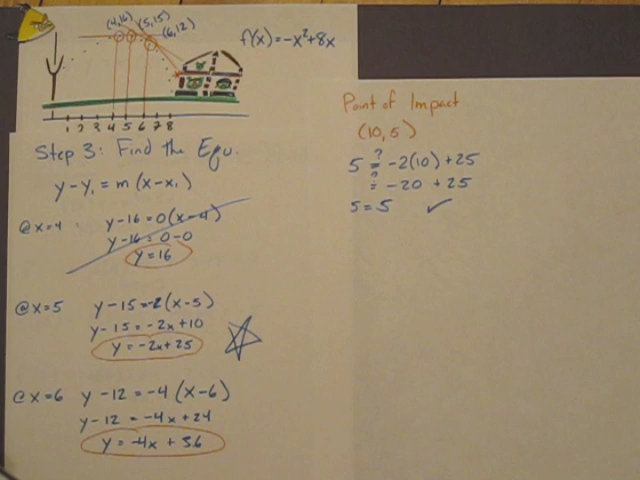 (4,16) (5,15)
(6,12)
f(x)=-x²+8x
1 2 3 4 5 6 7 8
Step 3: Find the Equ.
y-y₁ = m(x-x₁)
@x=4: y-16=0(x-4)
y-16=0-0
y=16
@x=5 y-15=-2(x-5)
y-15=-2x+10
y=-2x+25
@x=6 y-12=-4(x-6)
y-12=-4x+24
y=-4x+36
Point of Impact
(10,5)
5 ?= -2(10)+25
?= -20 +25
5=5 ✓